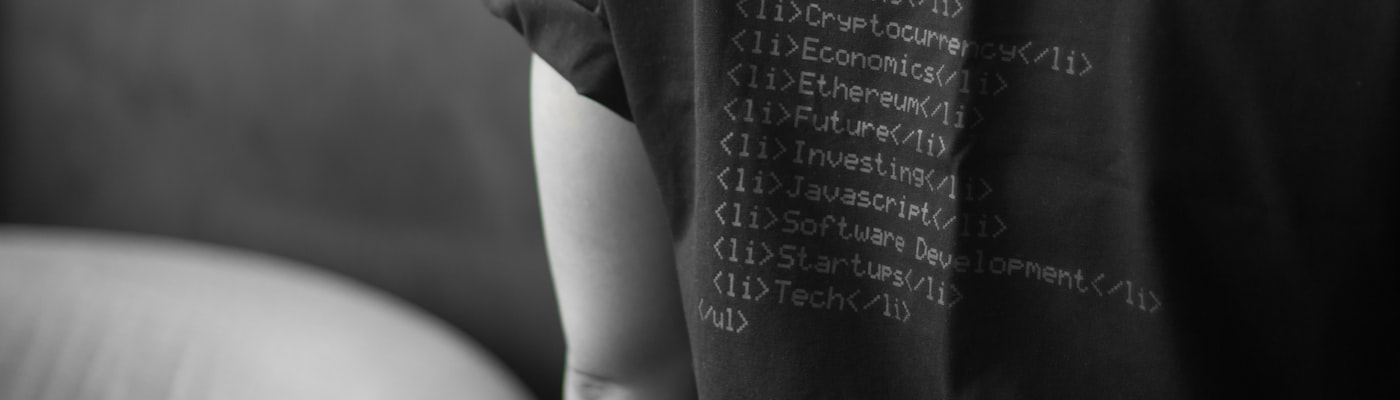 <li>Cryptocurrency</li>
<li>Economics</li>
<li>Ethereum</li>
<li>Future</li>
<li>Investing</li>
<li>Javascript</li>
<li>Software Development</li>
<li>Startups</li>
<li>Tech</li>
</ul>